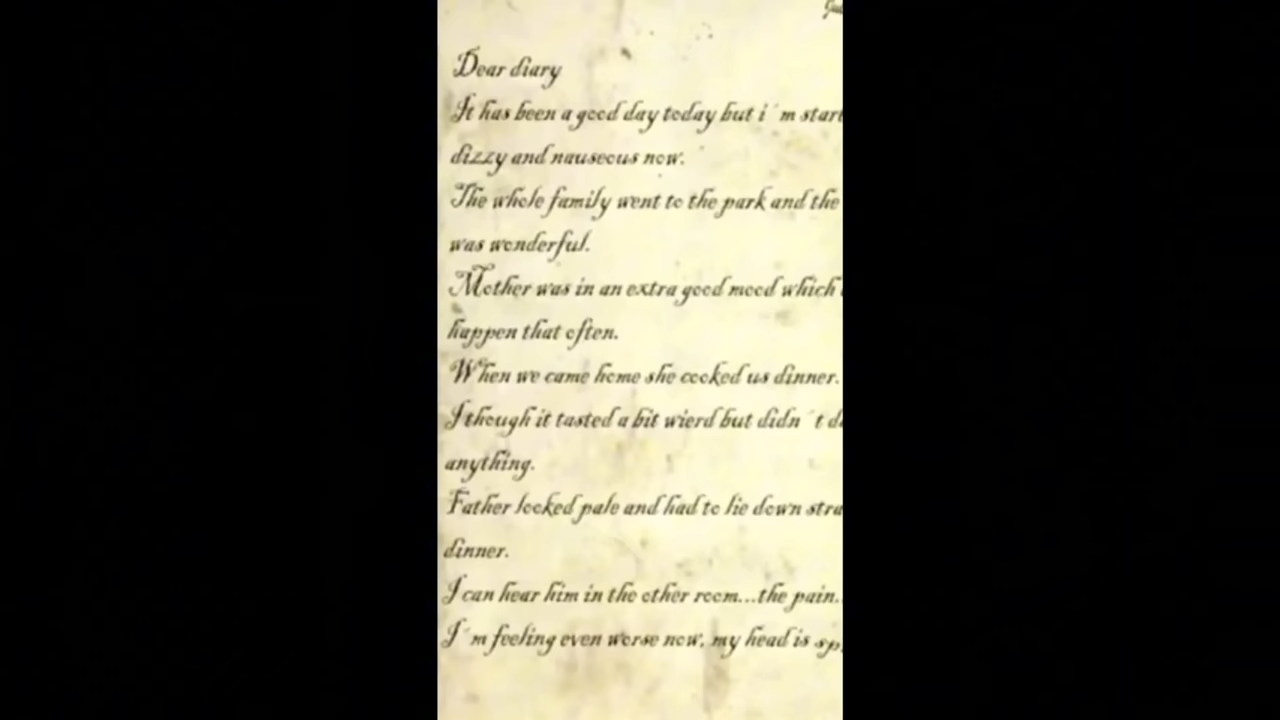 Dear diary
It has been a good day today but i´m start
dizzy and nauseous now.
The whole family went to the park and the
was wonderful.
Mother was in an extra good mood which
happen that often.
When we came home she cooked us dinner.
I though it tasted a bit wierd but didn´t d
anything.
Father looked pale and had to lie down stra
dinner.
I can hear him in the other room...the pain.
I´m feeling even worse now, my head is sp